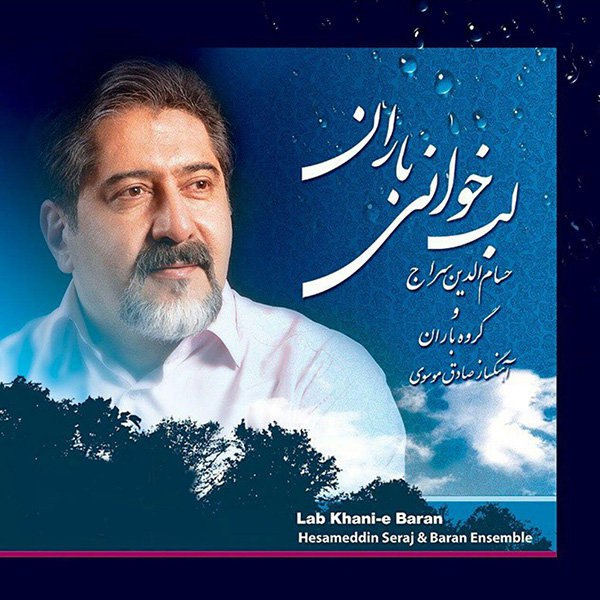 لب خوانی باران
حسام الدین سراج
و
گروه باران
آهنگساز صادق موسوی
Lab Khani-e Baran
Hesameddin Seraj & Baran Ensemble